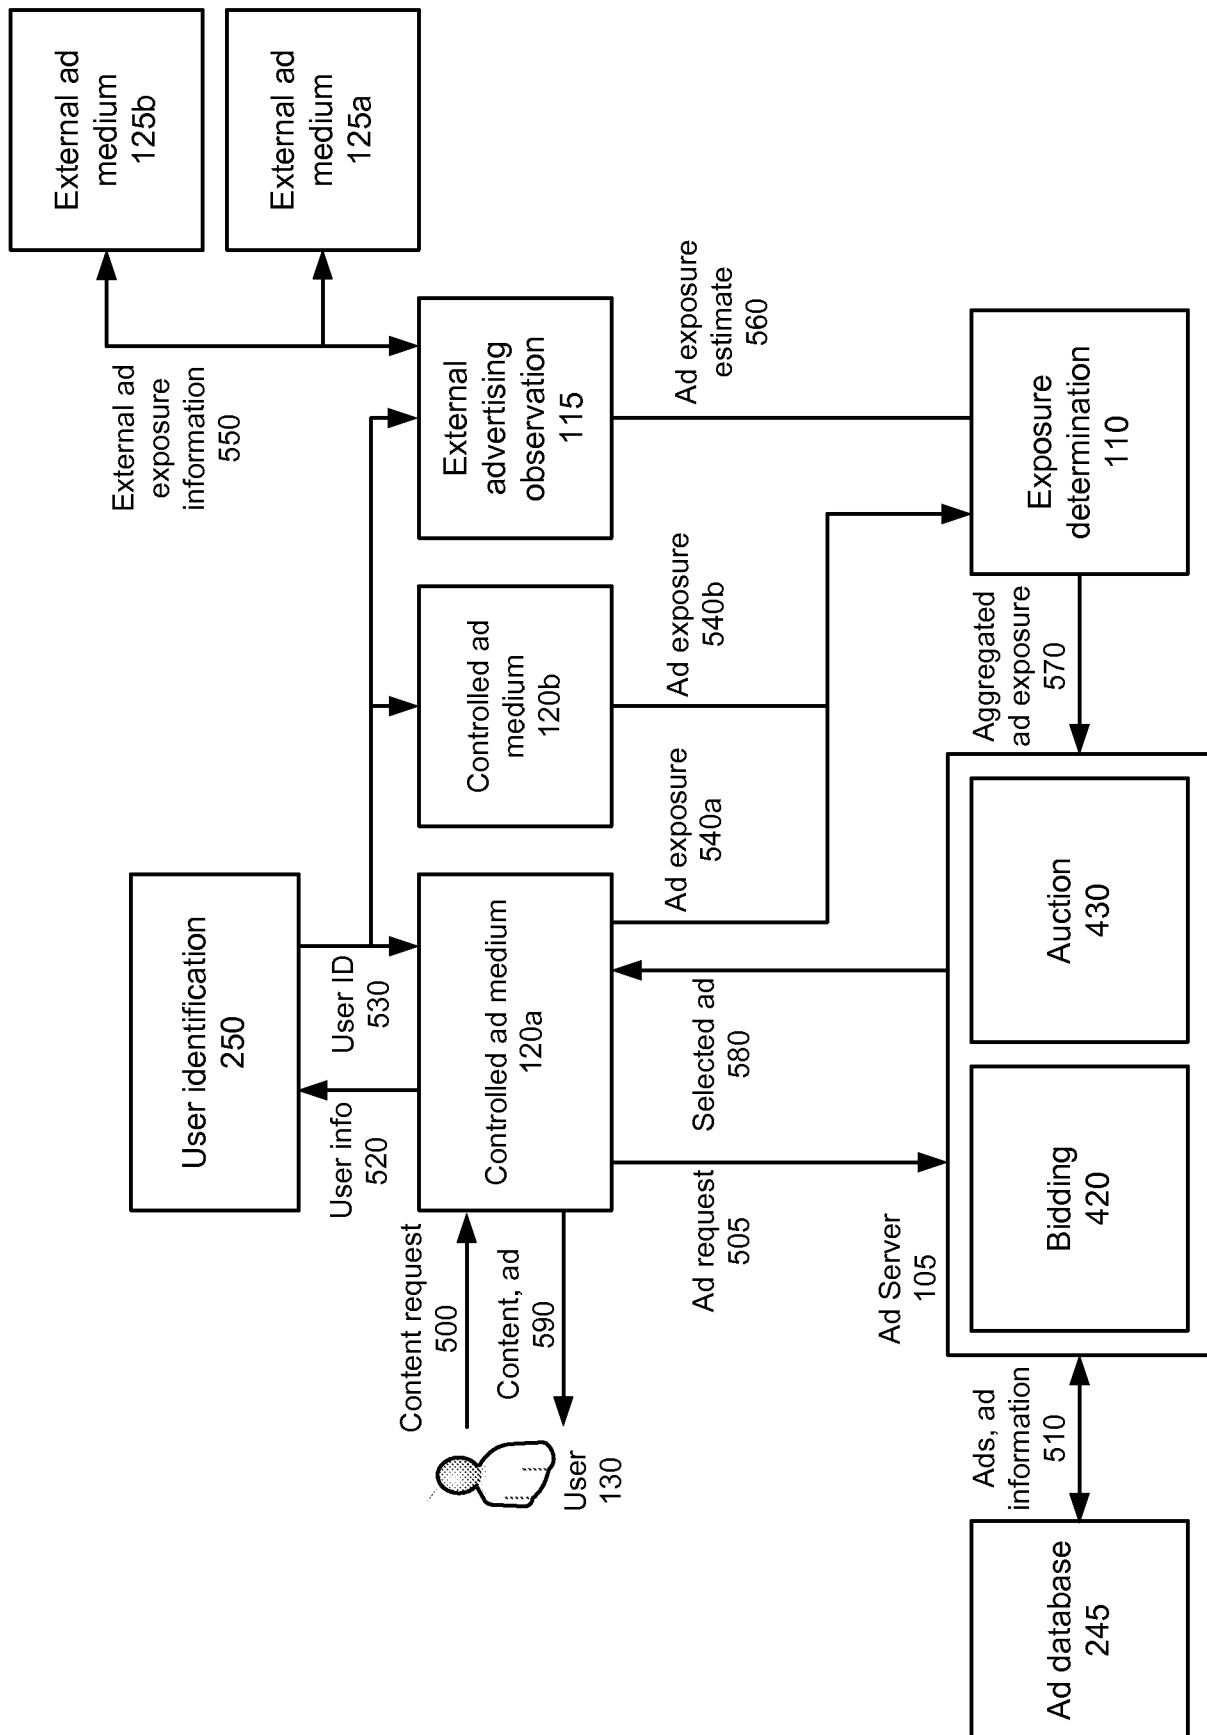 External ad
medium
125b
External ad
medium
125a
External ad
exposure
information
550
User identification
250
User info
520
User ID
530
Content request
500
Content, ad
590
User
130
Controlled ad medium
120a
Controlled ad
medium
120b
External
advertising
observation
115
Ad request
505
Selected ad
580
Ad exposure
540a
Ad exposure
540b
Ad exposure
estimate
560
Ad database
245
Ads, ad
information
510
Ad Server
105
Bidding
420
Auction
430
Aggregated
ad exposure
570
Exposure
determination
110